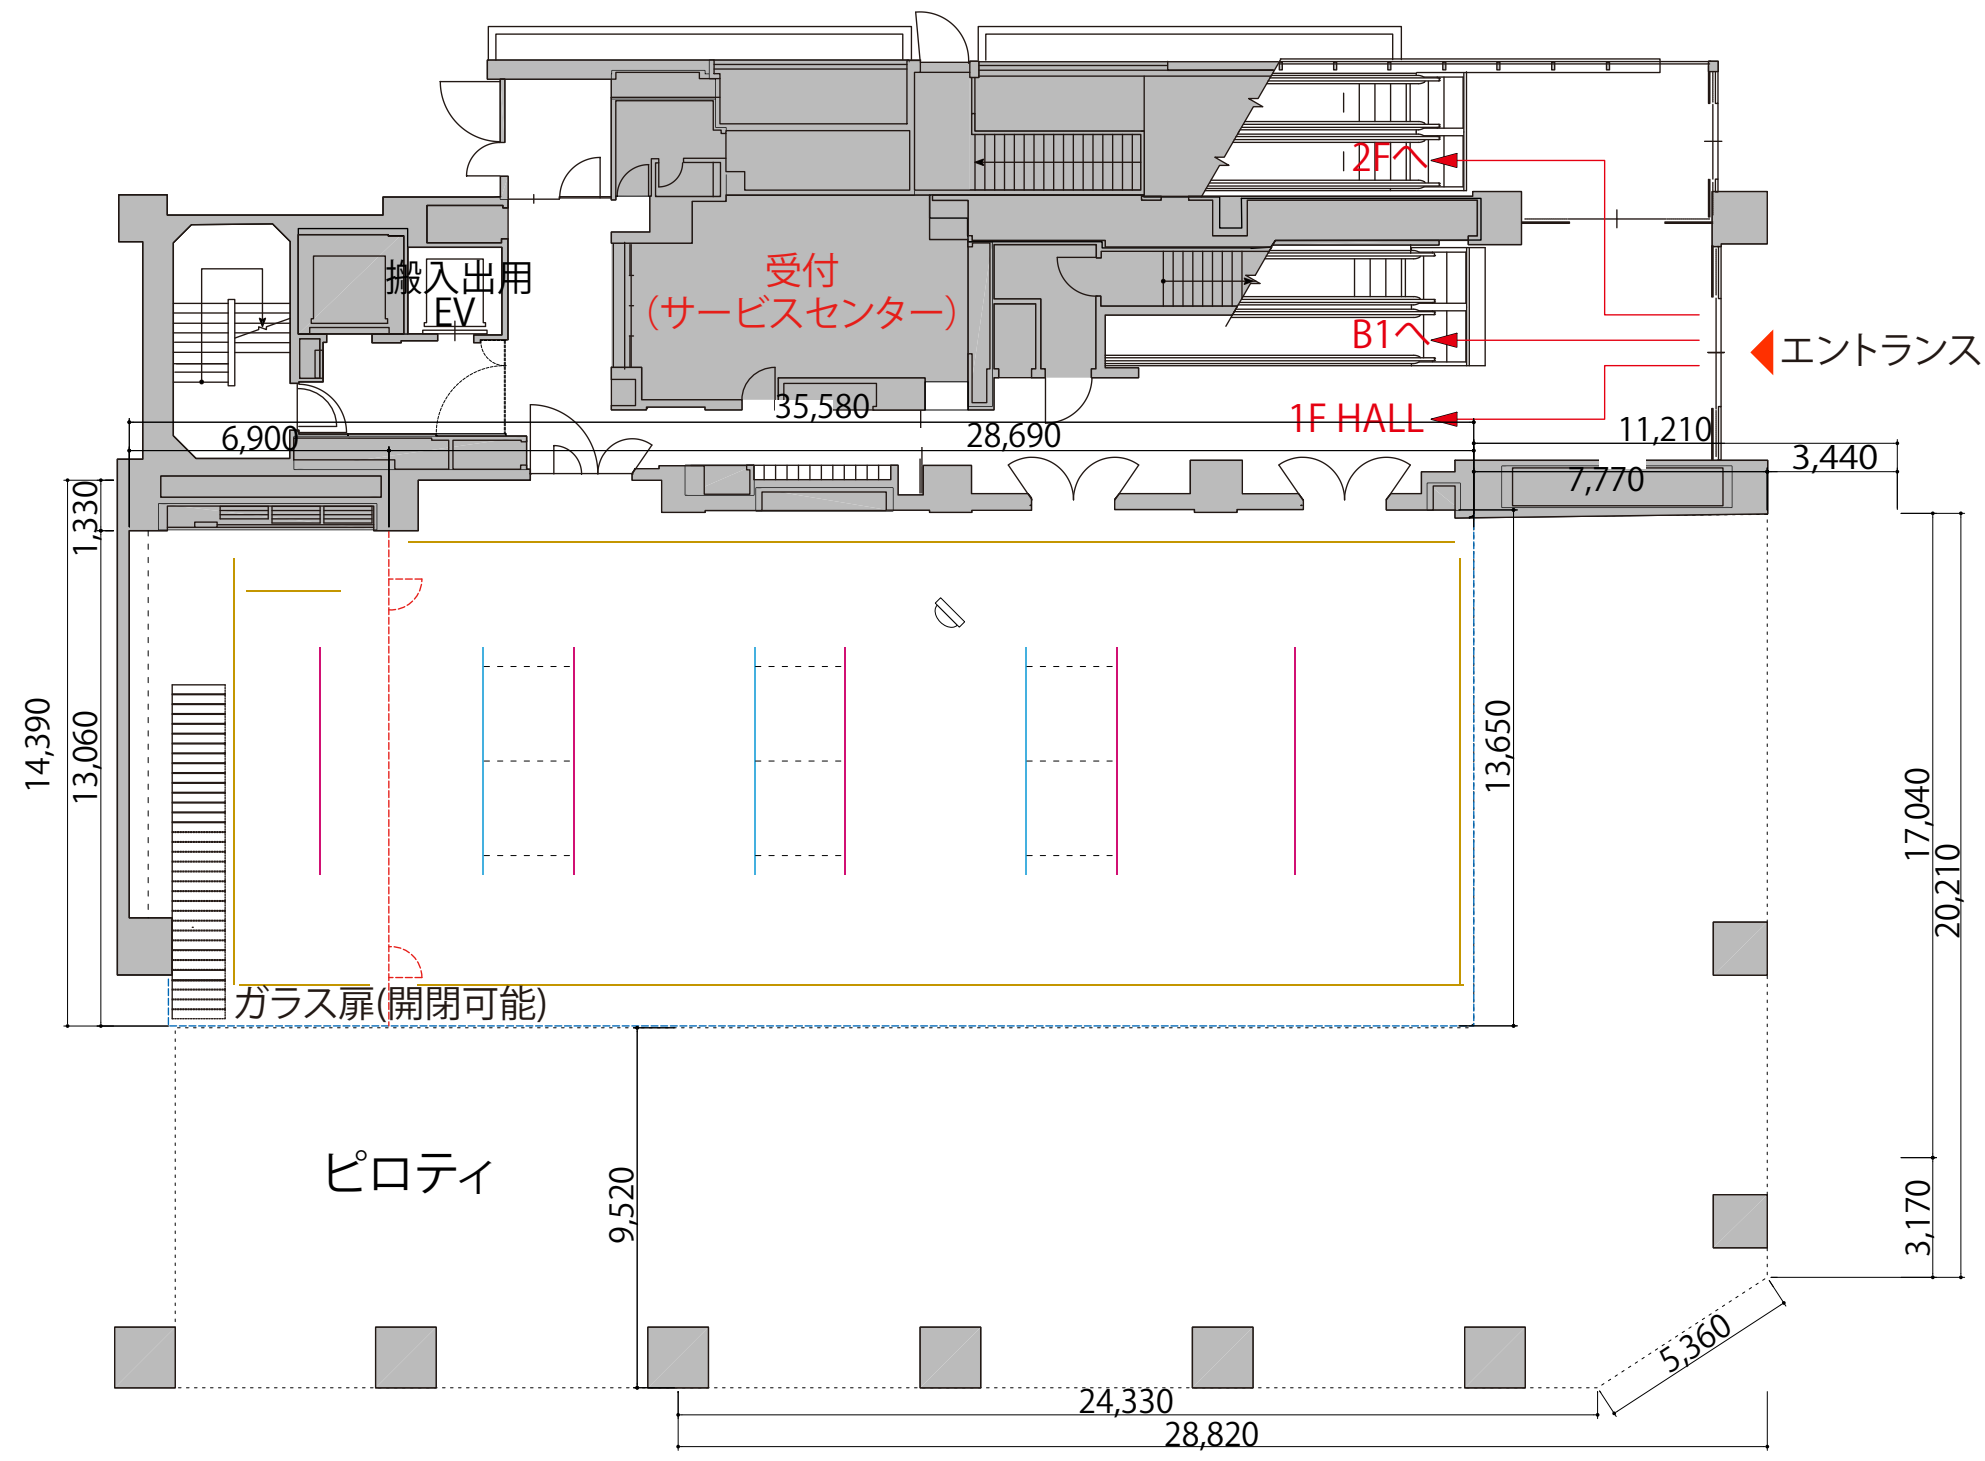 2Fへ
受付
(サービスセンター)
搬入出用
EV
B1へ
エントランス
1F HALL
35,580
6,900
28,690
11,210
3,440
7,770
1,330
14,390
13,060
13,650
17,040
20,210
ガラス扉(開閉可能)
ピロティ
9,520
3,170
5,360
24,330
28,820